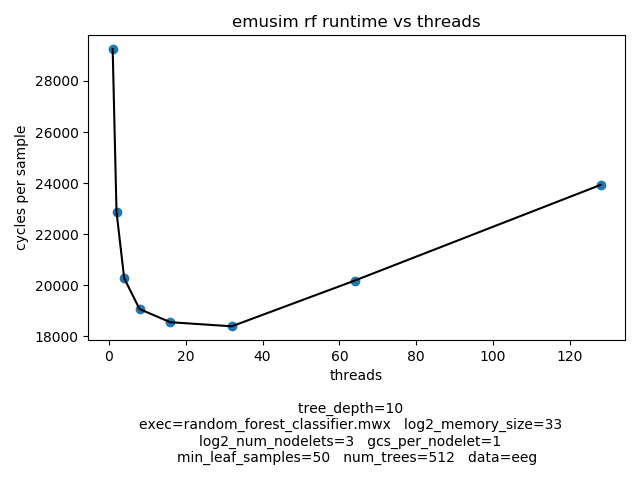 emusim rf runtime vs threads
28000
26000
24000
22000
20000
18000
cycles per sample
0 20 40 60 80 100 120
threads
tree_depth=10
exec=random_forest_classifier.mwx log2_memory_size=33
log2_num_nodelets=3 gcs_per_nodelet=1
min_leaf_samples=50 num_trees=512 data=eeg